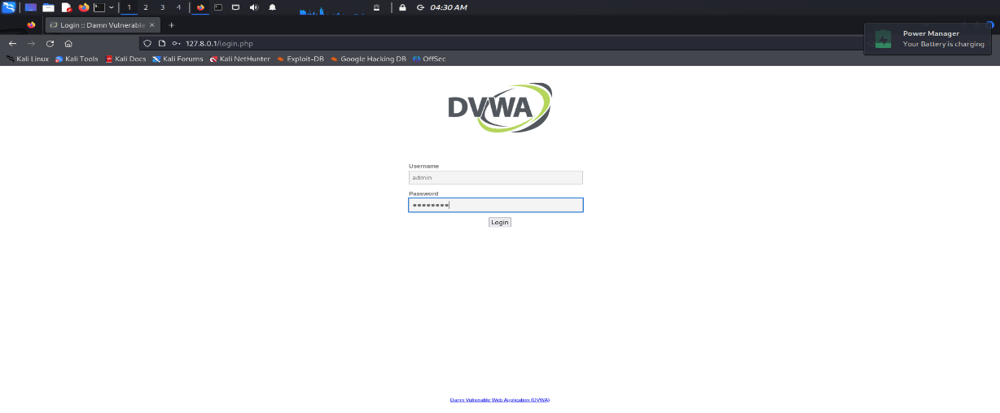 1 2 3 4 04:30 AM
Login :: Damn Vulnerable
Power Manager
Your Battery is charging
127.8.0.1/login.php
Kali Linux Kali Tools Kali Docs Kali Forums Kali NetHunter Exploit-DB Google Hacking DB OffSec
DVWA
Username
admin
Password
Login
Damn Vulnerable Web Application (DVWA)